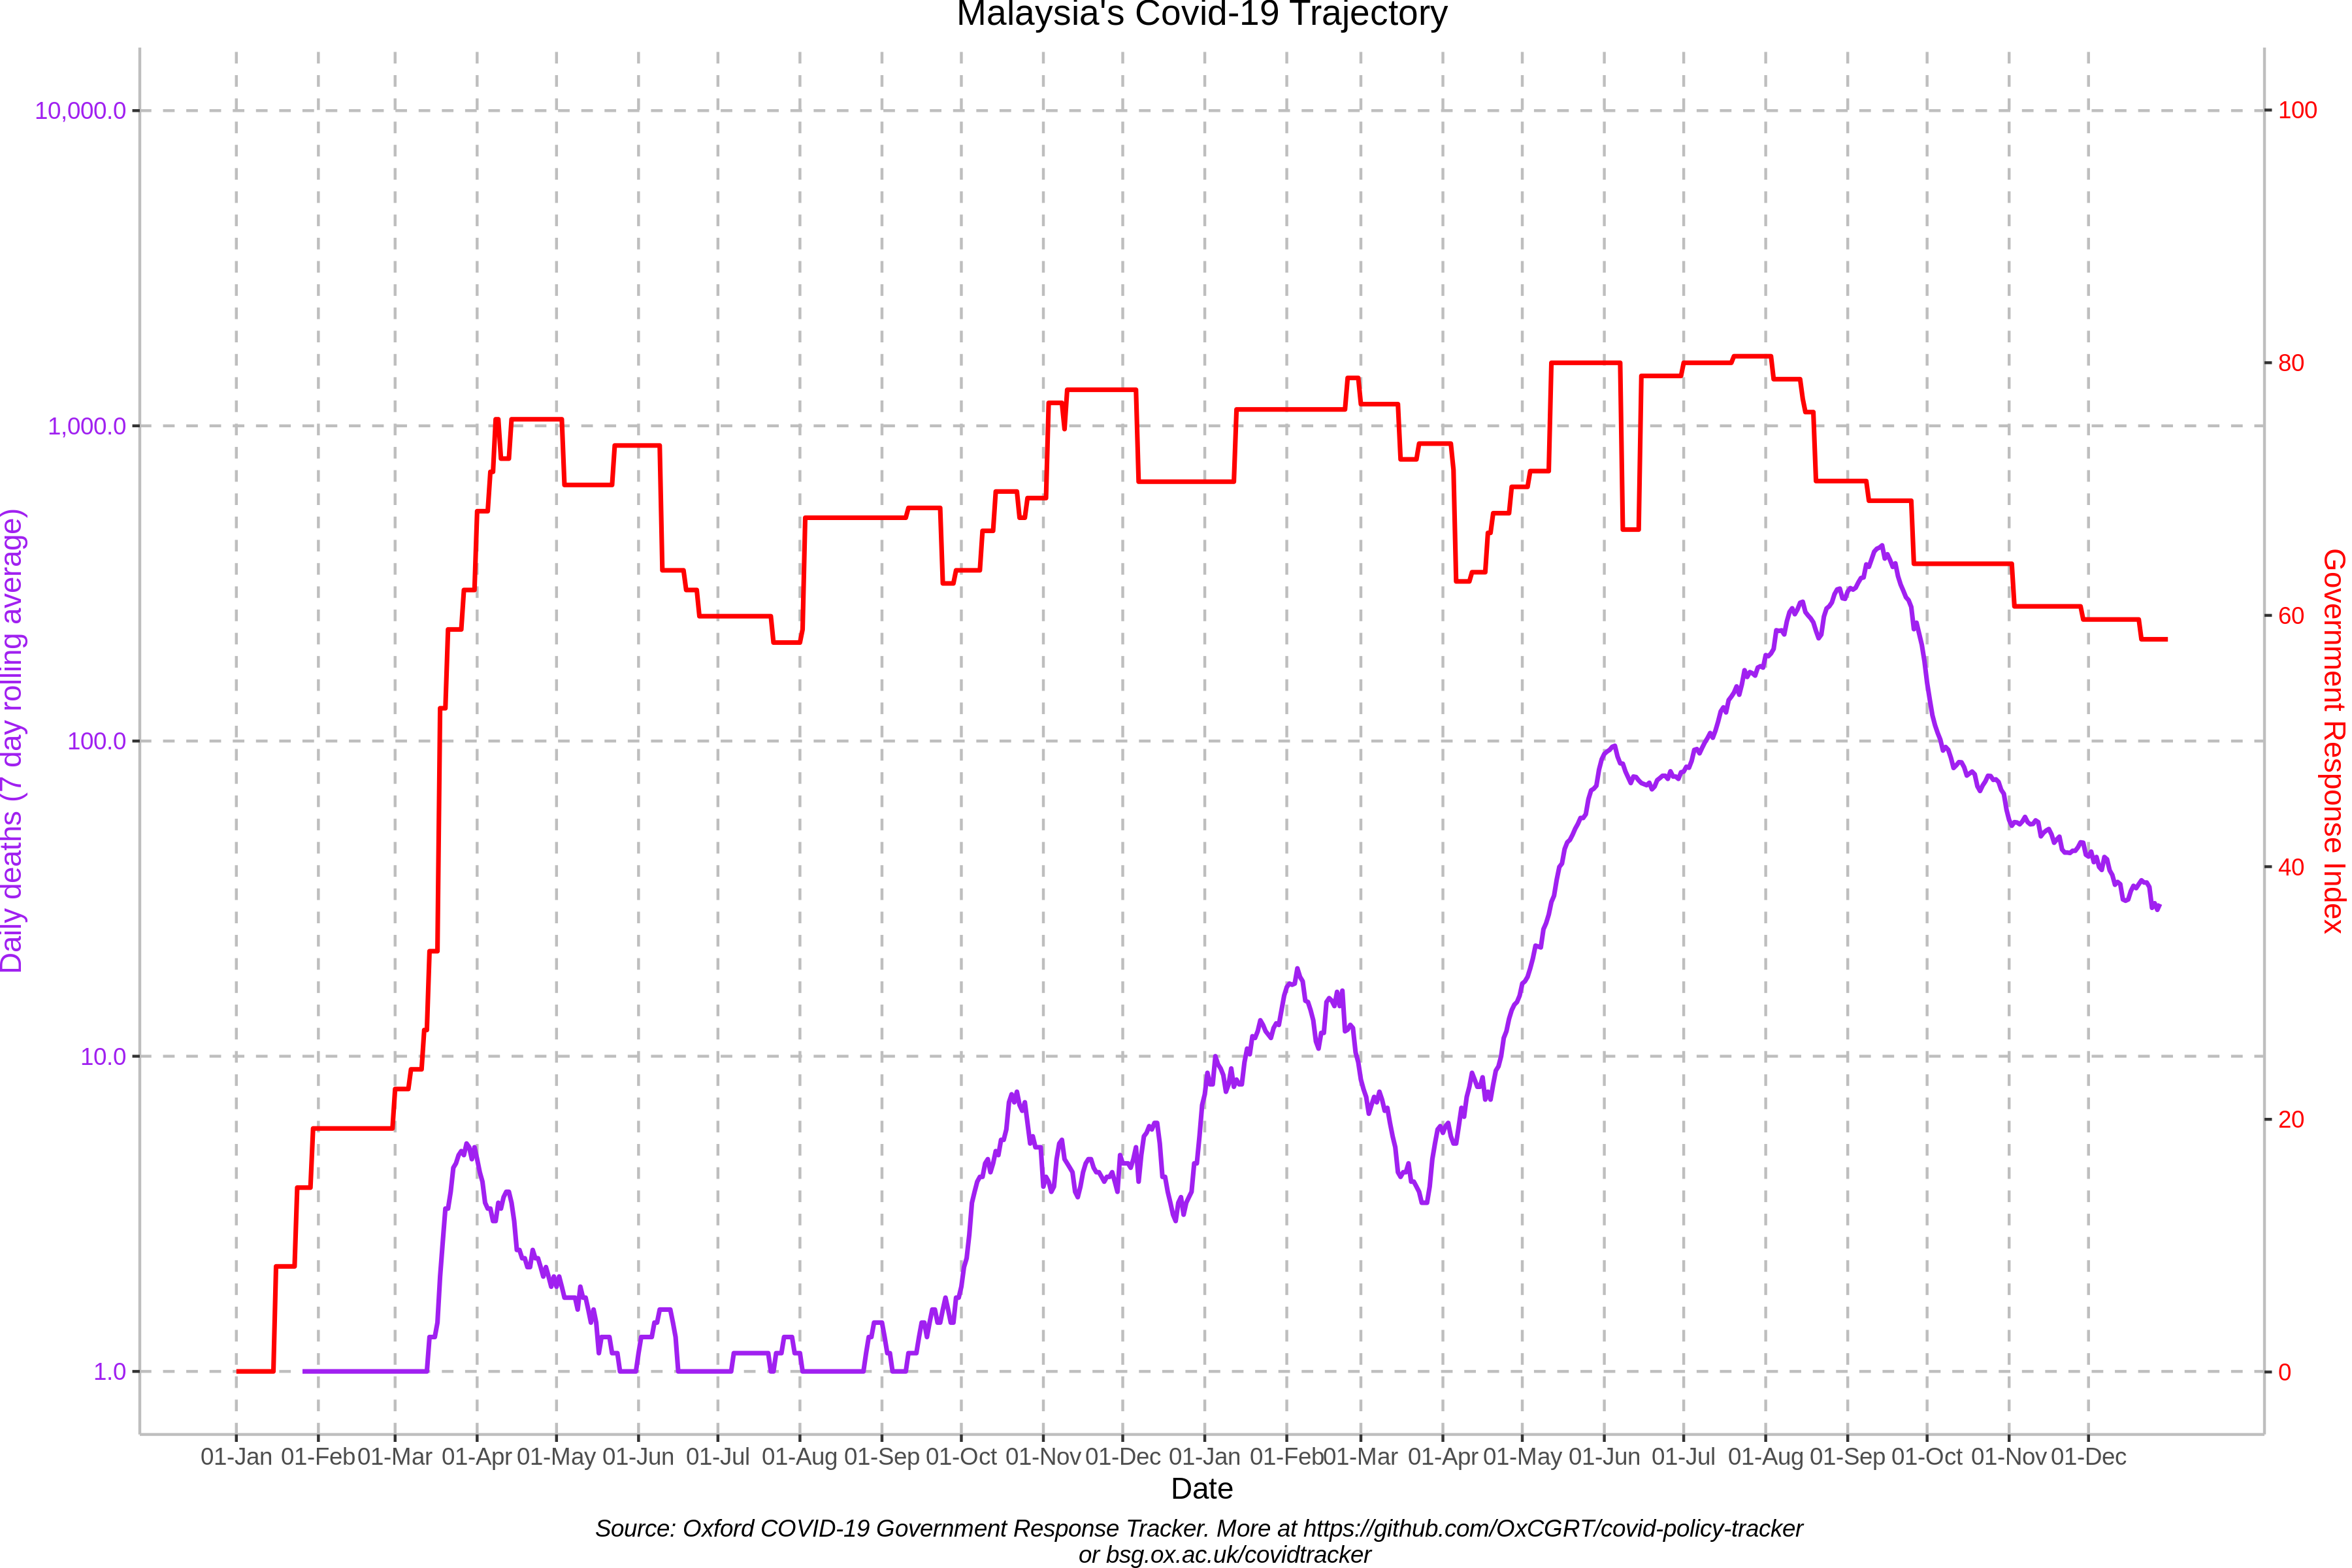 Malaysia's Covid-19 Trajectory
10,000.0
1,000.0
100.0
10.0
1.0
Daily deaths (7 day rolling average)
100
80
60
40
20
0
Government Response Index
01-Jan 01-Feb 01-Mar 01-Apr 01-May 01-Jun 01-Jul 01-Aug 01-Sep 01-Oct 01-Nov 01-Dec 01-Jan 01-Feb 01-Mar 01-Apr 01-May 01-Jun 01-Jul 01-Aug 01-Sep 01-Oct 01-Nov 01-Dec
Date
Source: Oxford COVID-19 Government Response Tracker. More at https://github.com/OxCGRT/covid-policy-tracker
or bsg.ox.ac.uk/covidtracker